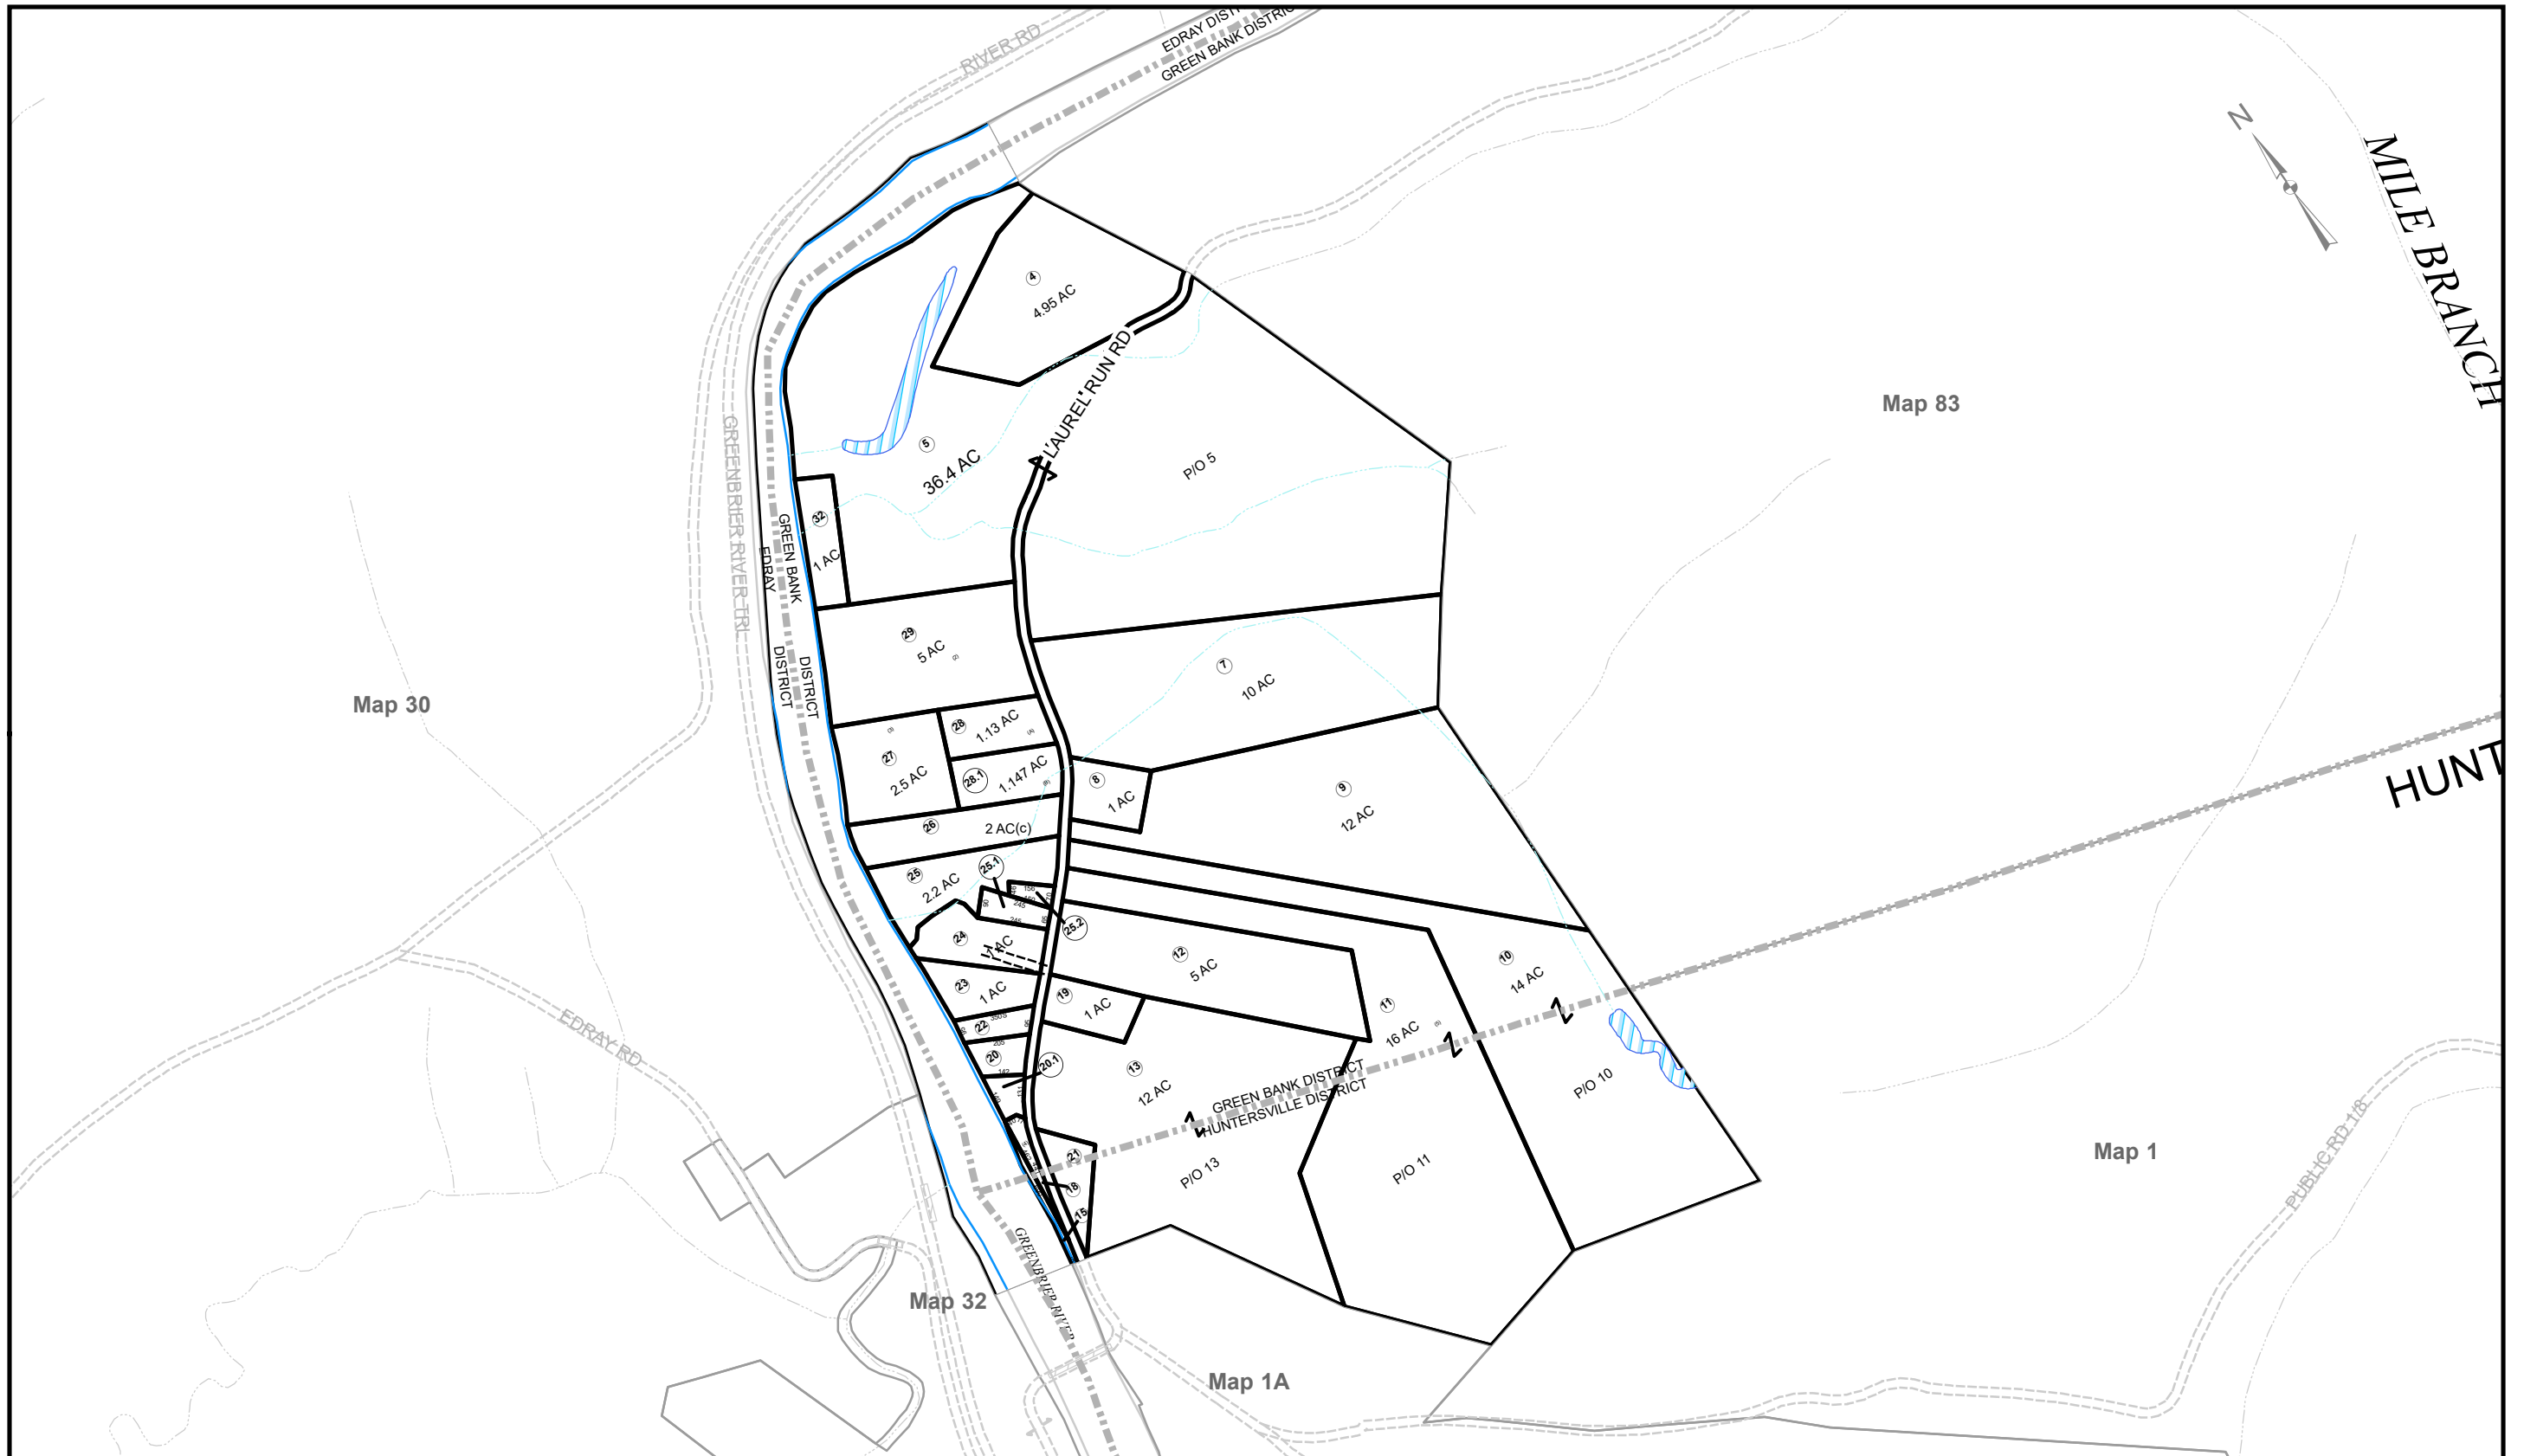 RIVER RD
EDRAY
GREEN BANK DISTRIC
N
MILE BRANCH
4
4.95 AC
LAUREL RUN RD
Map 83
5
36.4 AC
P/O 5
GREENBRIER RIVER TRL
32
1 AC
GREEN BANK
EDRAY
DISTRICT
DISTRICT
29
5 AC
7
10 AC
Map 30
28
1.13 AC
27
2.5 AC
28.1
1.147 AC
8
1 AC
9
12 AC
HUNT
26
2 AC(c)
25
2.2 AC
25.1
156
90
245
245
25.2
24
1 AC
12
5 AC
10
14 AC
23
1 AC
19
1 AC
11
16 AC
22
20
142
20.1
EDRAY RD
13
12 AC
GREEN BANK DISTRICT
HUNTERSVILLE DISTRICT
P/O 10
21
P/O 13
P/O 11
18
15
Map 1
PUBLIC RD 1/8
GREENBRIER RIVER
Map 32
Map 1A